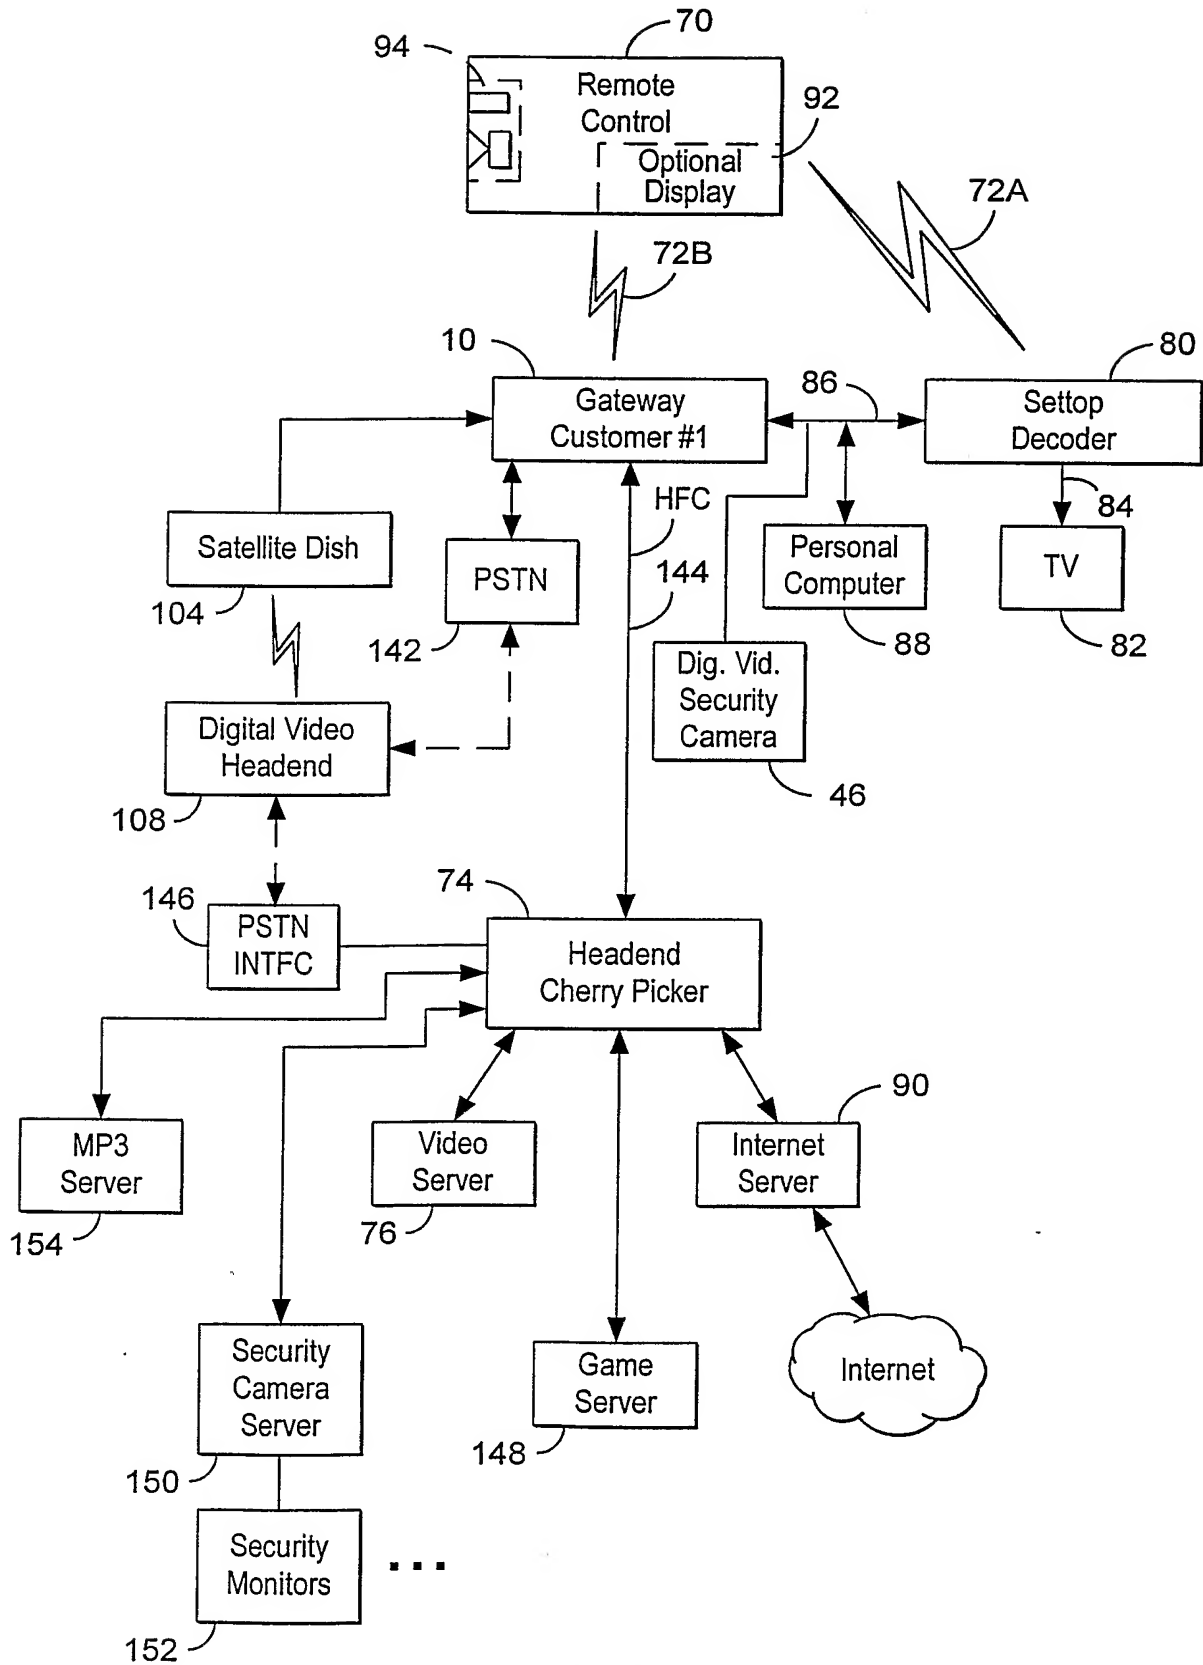 70
94
Remote
Control
92
Optional
Display
72A
72B
10
80
Gateway
Customer #1
86
Settop
Decoder
HFC
84
Satellite Dish
PSTN
144
Personal
Computer
TV
104
142
88
82
Dig. Vid.
Security
Camera
Digital Video
Headend
46
108
74
146
PSTN
INTFC
Headend
Cherry Picker
90
MP3
Server
Video
Server
Internet
Server
154
76
Security
Camera
Server
Game
Server
Internet
150
148
Security
Monitors
...
152